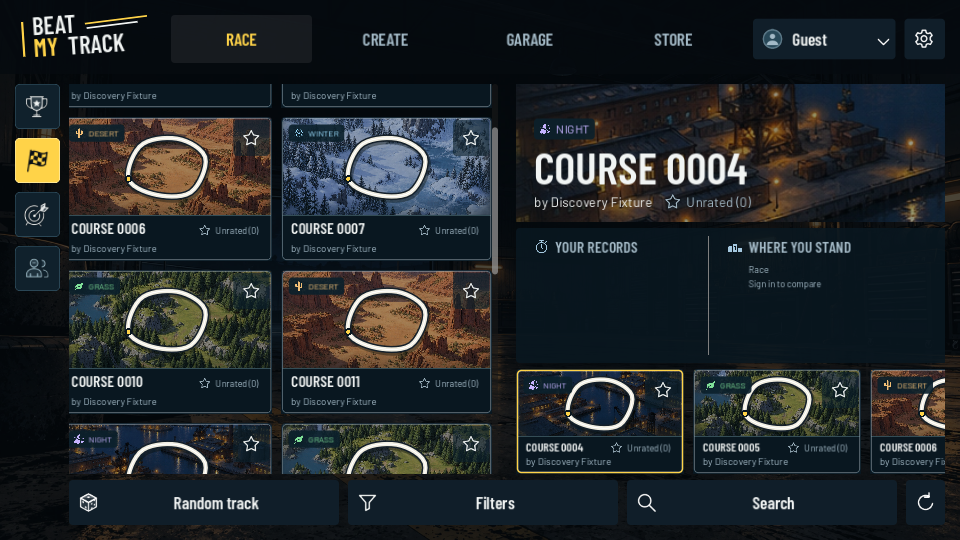 BEAT
MY TRACK
RACE
CREATE
GARAGE
STORE
Guest
by Discovery Fixture
by Discovery Fixture
DESERT
COURSE 0006
Unrated (0)
by Discovery Fixture
WINTER
COURSE 0007
Unrated (0)
by Discovery Fixture
GRASS
COURSE 0010
Unrated (0)
by Discovery Fixture
DESERT
COURSE 0011
Unrated (0)
by Discovery Fixture
NIGHT
GRASS
NIGHT
COURSE 0004
by Discovery Fixture
Unrated (0)
YOUR RECORDS
WHERE YOU STAND
Race
Sign in to compare
NIGHT
COURSE 0004
Unrated (0)
by Discovery Fixture
GRASS
COURSE 0005
Unrated (0)
by Discovery Fixture
DESERT
COURSE 0006
by Discovery Fi
Random track
Filters
Search